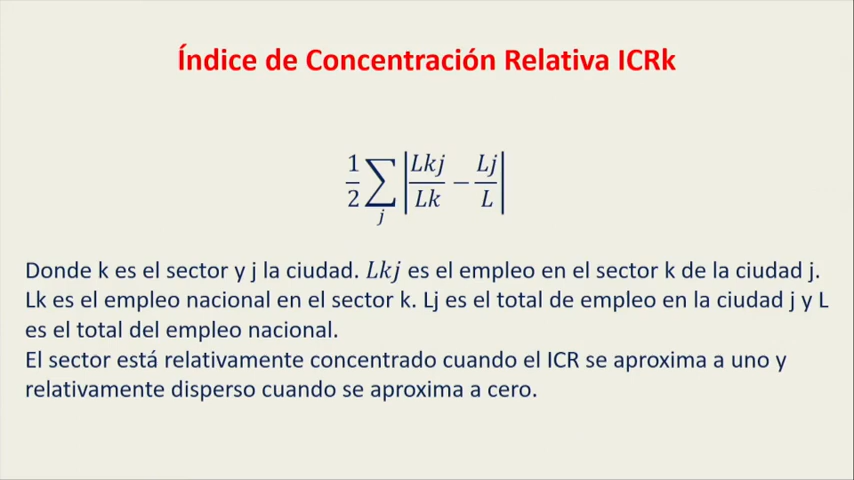 Índice de Concentración Relativa ICRk
1/2 ∑j |Lkj/Lk − Lj/L|
Donde k es el sector y j la ciudad. Lkj es el empleo en el sector k de la ciudad j.
Lk es el empleo nacional en el sector k. Lj es el total de empleo en la ciudad j y L
es el total del empleo nacional.
El sector está relativamente concentrado cuando el ICR se aproxima a uno y
relativamente disperso cuando se aproxima a cero.